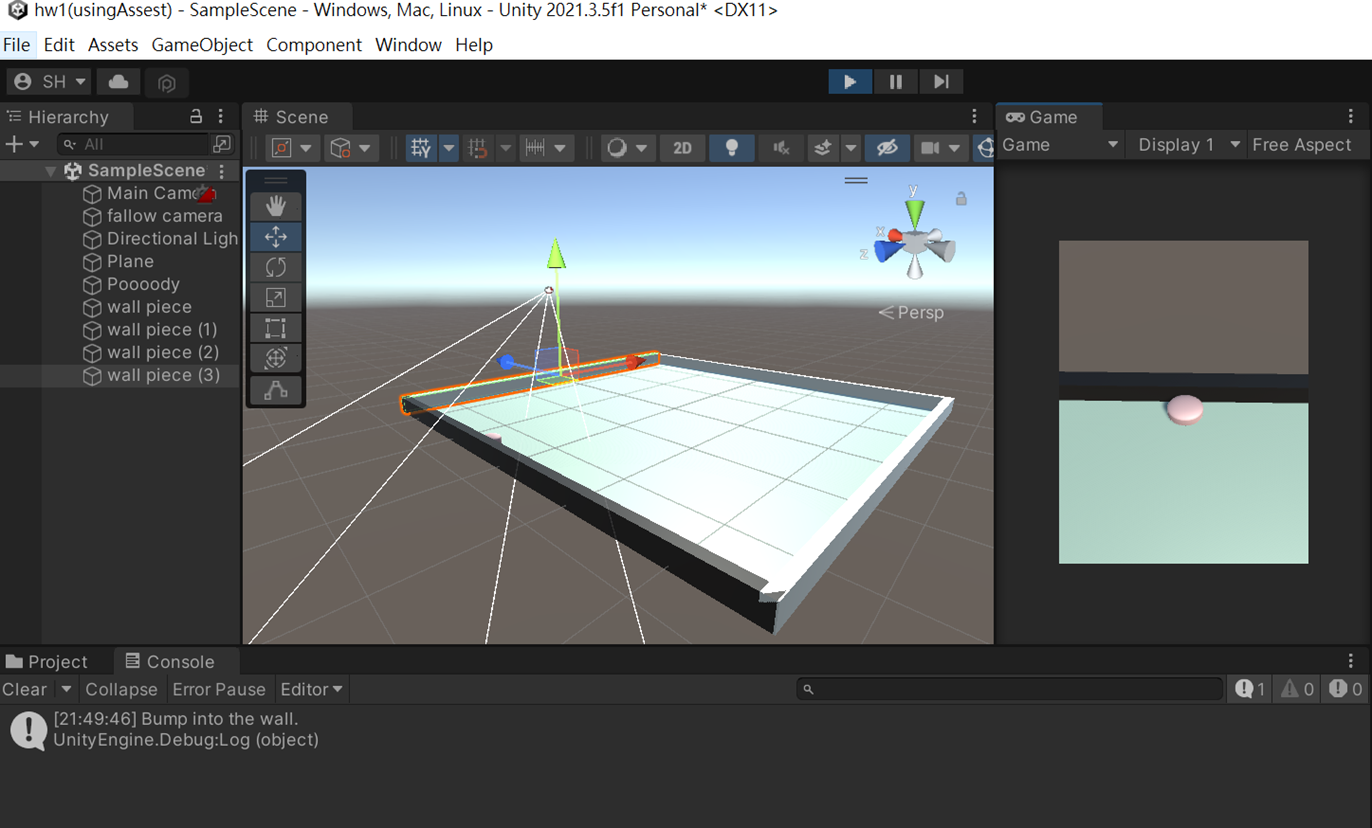 hw1(usingAssest) - SampleScene - Windows, Mac, Linux - Unity 2021.3.5f1 Personal* <DX11>
File Edit Assets GameObject Component Window Help
SH
Hierarchy
All
SampleScene
Main Came
fallow camera
Directional Ligh
Plane
Poooody
wall piece
wall piece (1)
wall piece (2)
wall piece (3)
Scene
2D
y
x
z
Persp
Game
Game Display 1 Free Aspect
Project Console
Clear Collapse Error Pause Editor 1 0 0
[21:49:46] Bump into the wall.
UnityEngine.Debug:Log (object)